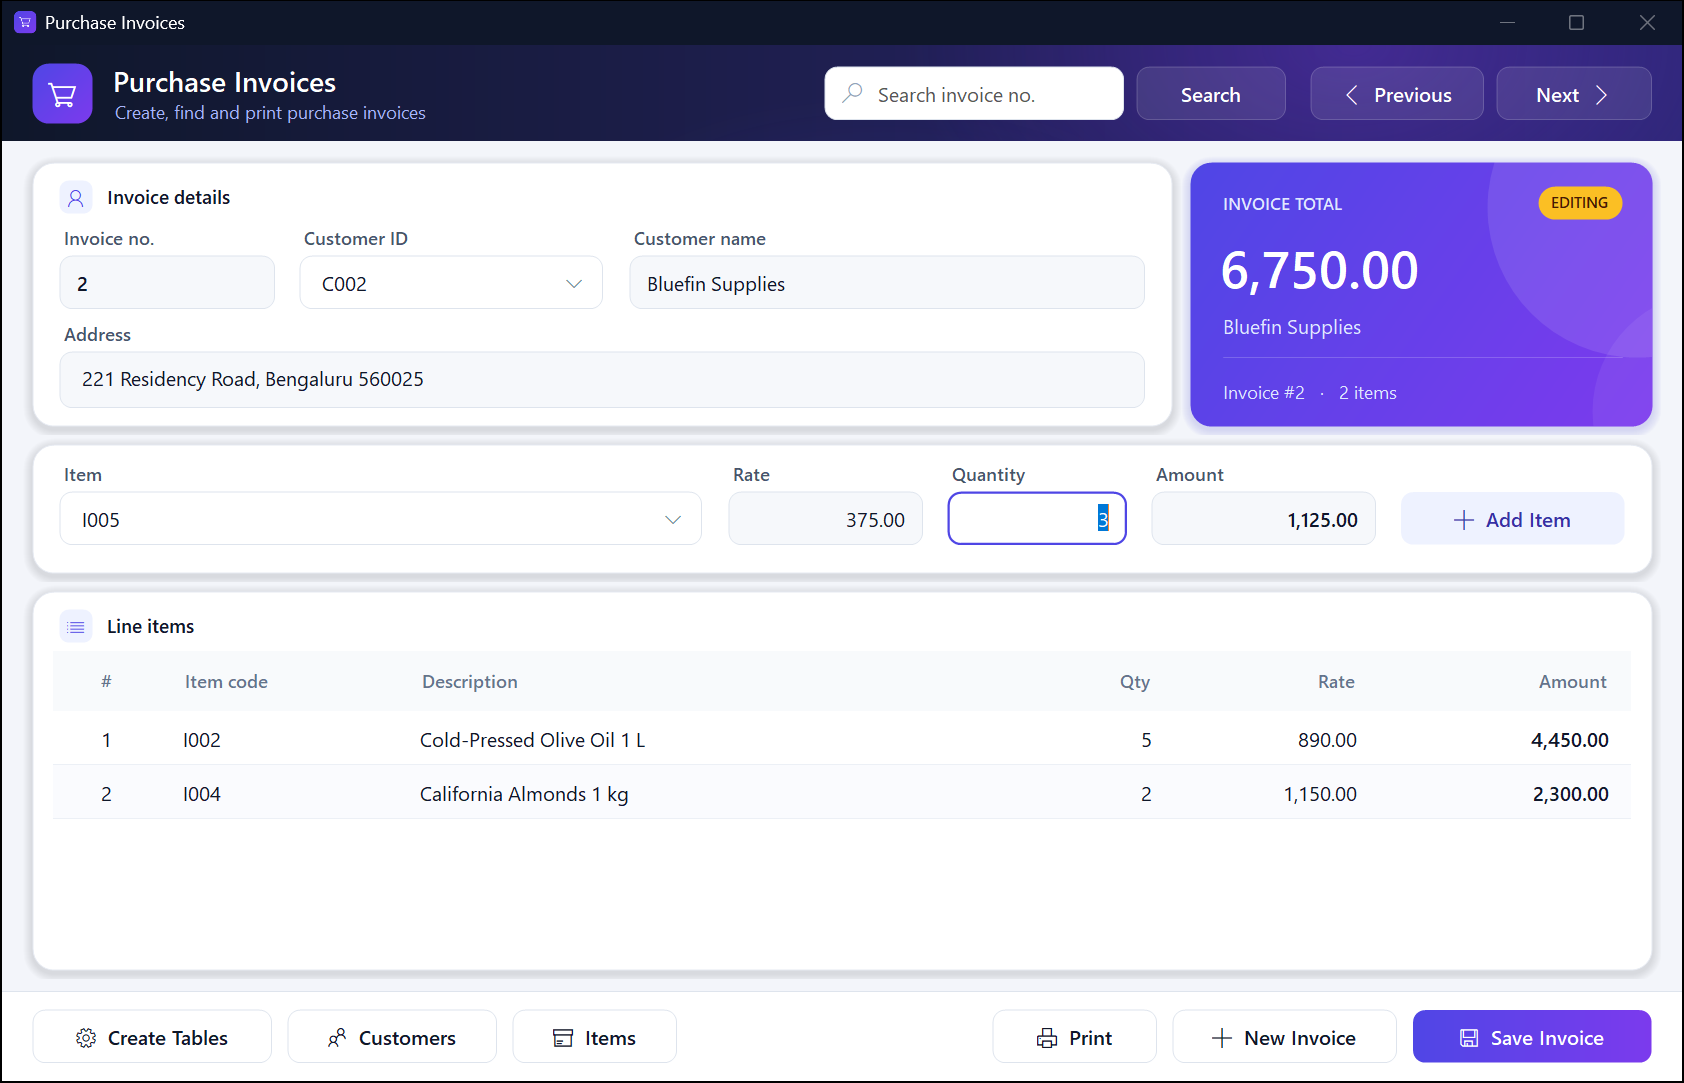 Purchase Invoices
Purchase Invoices
Create, find and print purchase invoices
Search invoice no.
Search
Previous
Next
Invoice details
Invoice no.
Customer ID
Customer name
2
C002
Bluefin Supplies
Address
221 Residency Road, Bengaluru 560025
INVOICE TOTAL
EDITING
6,750.00
Bluefin Supplies
Invoice #2 · 2 items
Item
Rate
Quantity
Amount
I005
375.00
3
1,125.00
Add Item
Line items
# Item code Description Qty Rate Amount
1 I002 Cold-Pressed Olive Oil 1 L 5 890.00 4,450.00
2 I004 California Almonds 1 kg 2 1,150.00 2,300.00
Create Tables
Customers
Items
Print
New Invoice
Save Invoice